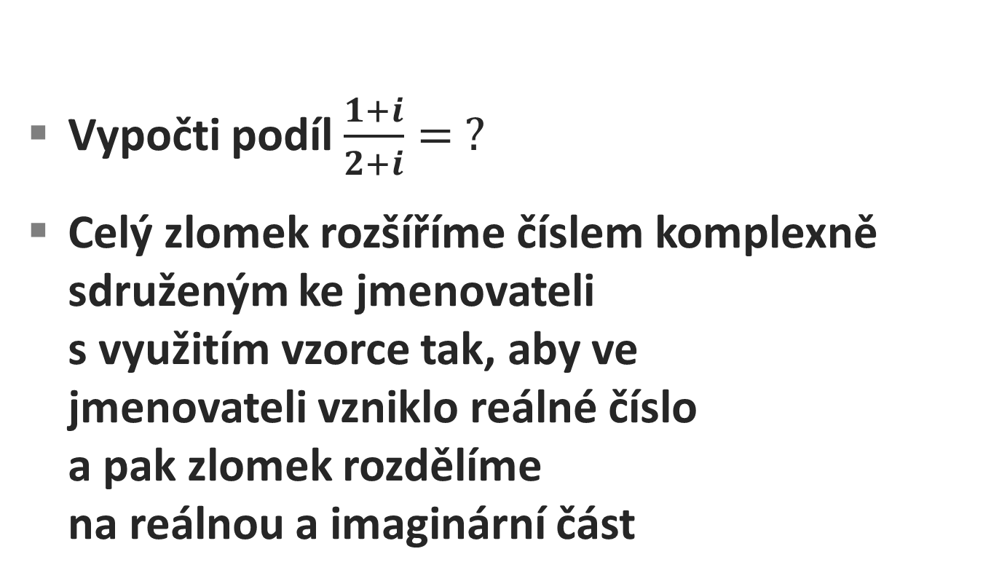 ▪ Vypočti podíl \frac{1+i}{2+i} = ?
▪ Celý zlomek rozšíříme číslem komplexně
sdruženým ke jmenovateli
s využitím vzorce tak, aby ve
jmenovateli vzniklo reálné číslo
a pak zlomek rozdělíme
na reálnou a imaginární část